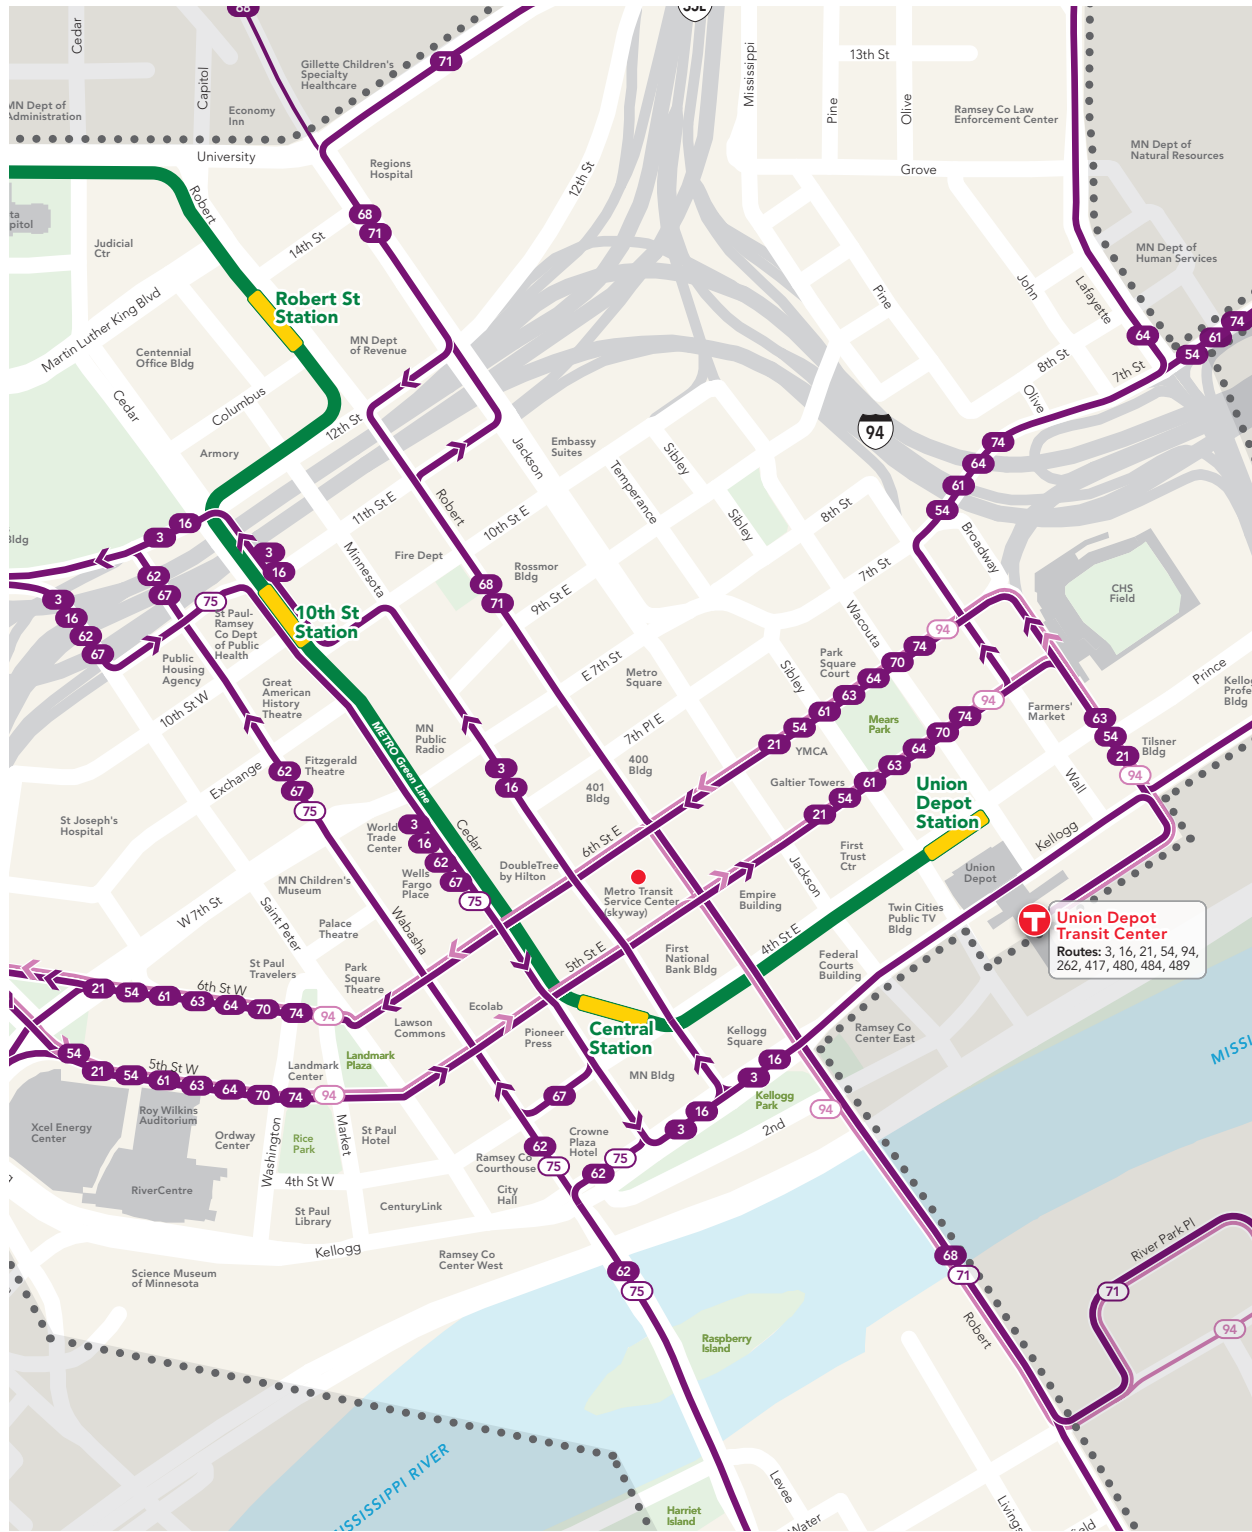 68
35E
Cedar
Capitol
Gillette Children's
Specialty
Healthcare
71
Mississippi
13th St
Pine
Olive
MN Dept of
Administration
Economy
Inn
Ramsey Co Law
Enforcement Center
University
Regions
Hospital
12th St
Grove
MN Dept of
Natural Resources
Robert
68
71
14th St
Judicial
Ctr
MN Dept of
Human Services
John
Lafayette
Pine
Robert St
Station
Martin Luther King Blvd
MN Dept
of Revenue
Centennial
Office Bldg
74
61
64
54
8th St
7th St
Olive
Cedar
Columbus
12th St
94
Armory
Jackson
Embassy
Suites
Sibley
Temperance
74
64
61
54
Robert
11th St E
10th St E
8th St
Sibley
Broadway
Bldg
16
3
3
16
Minnesota
Fire Dept
Rossmor
Bldg
7th St
CHS
Field
62
67
68
71
9th St E
3
16
62
67
75
St Paul-
Ramsey
Co Dept
of Public
Health
10th St
Station
Wacouta
94
74
70
64
63
61
54
21
Public
Housing
Agency
Great
American
History
Theatre
E 7th St
Metro
Square
Sibley
Park
Square
Court
Prince
10th St W
MN
Public
Radio
METRO Green Line
7th Pl E
Mears
Park
94
74
70
64
63
61
54
21
Farmers'
Market
63
54
21
94
Tilsner
Bldg
Exchange
Fitzgerald
Theatre
62
67
75
3
16
400
Bldg
401
Bldg
YMCA
Galtier Towers
Union
Depot
Station
Wall
St Joseph's
Hospital
World
Trade
Center
3
16
62
67
75
Cedar
6th St E
Kellogg
DoubleTree
by Hilton
First
Trust
Ctr
Jackson
Union
Depot
MN Children's
Museum
Wells
Fargo
Place
Metro Transit
Service Center
(skyway)
Empire
Building
W 7th St
Saint Peter
Palace
Theatre
Wabasha
Twin Cities
Public TV
Bldg
T
Union Depot
Transit Center
Routes: 3, 16, 21, 54, 94,
262, 417, 480, 484, 489
4th St E
5th St E
First
National
Bank Bldg
Federal
Courts
Building
St Paul
Travelers
Park
Square
Theatre
21
54
61
63
64
70
74
94
6th St W
Ecolab
Lawson
Commons
Pioneer
Press
Central
Station
Kellogg
Square
Ramsey Co
Center East
54
21
54
61
63
64
70
74
94
5th St W
Landmark
Center
Landmark
Plaza
MN Bldg
16
3
Kellogg
Park
94
67
16
3
2nd
Roy Wilkins
Auditorium
Xcel Energy
Center
Ordway
Center
Washington
Rice
Park
Market
St Paul
Hotel
Crowne
Plaza
Hotel
62
75
75
62
Ramsey Co
Courthouse
City
Hall
4th St W
RiverCentre
St Paul
Library
CenturyLink
Kellogg
Ramsey Co
Center West
Science Museum
of Minnesota
62
75
68
71
River Park Pl
71
94
Robert
Raspberry
Island
Levee
Water
Harriet
Island